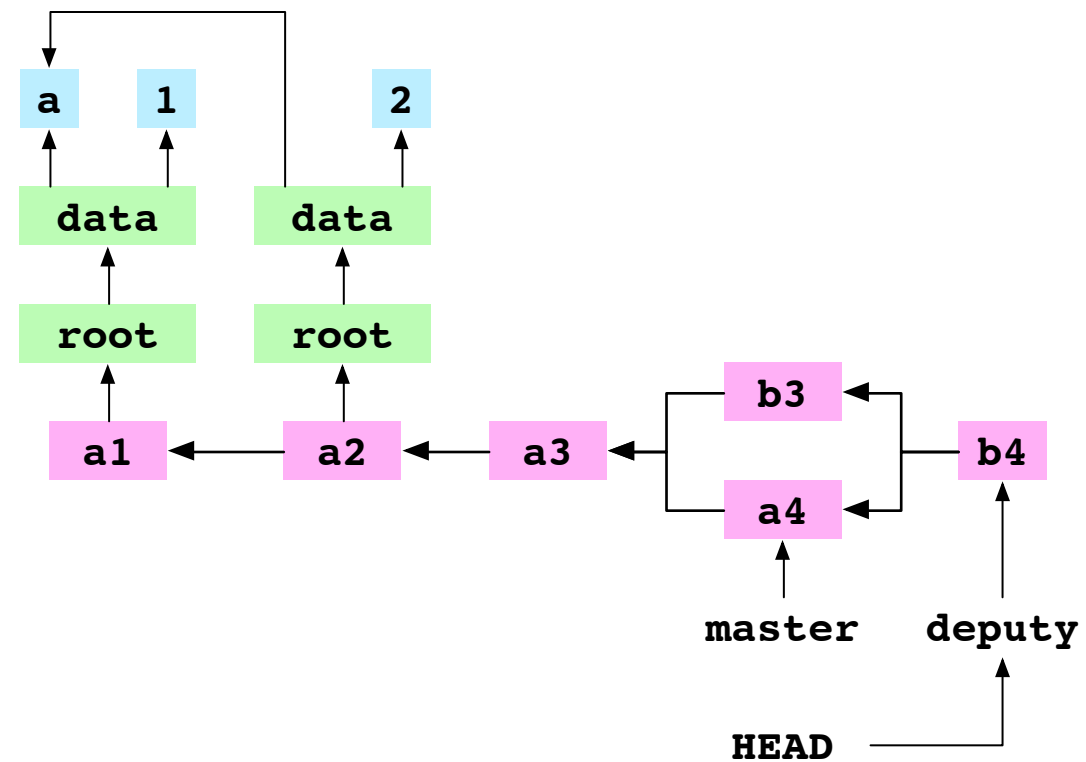 a 1 2
data data
root root
b3
a1 a2 a3 b4
a4
master deputy
HEAD